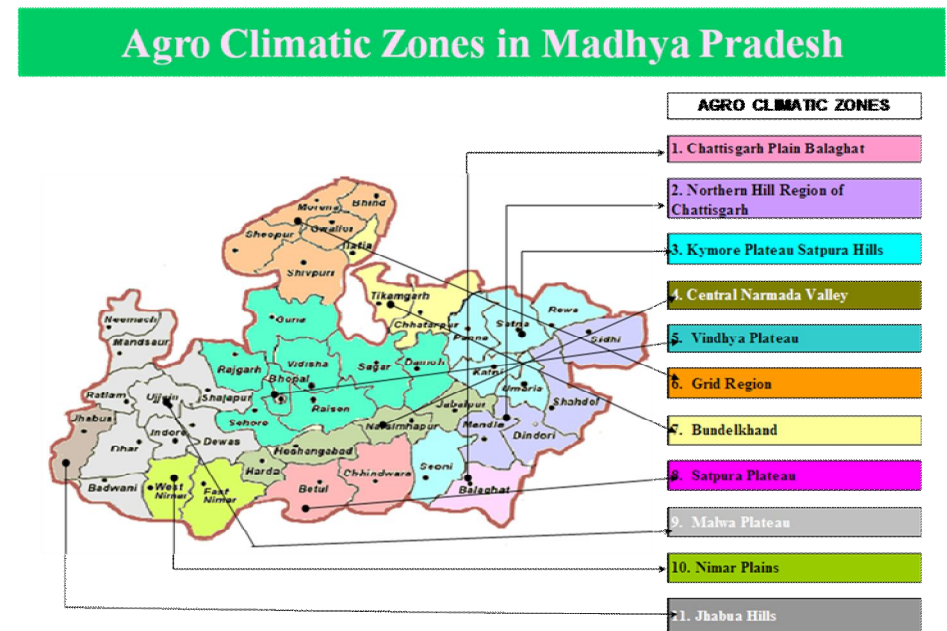 Agro Climatic Zones in Madhya Pradesh
AGRO CLIMATIC ZONES
1. Chattisgarh Plain Balaghat
2. Northern Hill Region of
Chattisgarh
3. Kymore Plateau Satpura Hills
4. Central Narmada Valley
5. Vindhya Plateau
6. Grid Region
7. Bundelkhand
8. Satpura Plateau
9. Malwa Plateau
10. Nimar Plains
11. Jhabua Hills
Morena
Bhind
Sheopur
Gwalior
Datia
Shivpuri
Tikamgarh
Chhatarpur
Neemach
Mandsaur
Guna
Panna
Satna
Rewa
Sidhi
Rajgarh
Vidisha
Sagar
Damoh
Katni
Umaria
Shahdol
Ratlam
Ujjain
Shajapur
Bhopal
Raisen
Sehore
Jabalpur
Narsimhapur
Mandla
Dindori
Jhabua
Dhar
Indore
Dewas
Hoshangabad
Harda
Seoni
Balaghat
Badwani
West
Nimar
East
Nimar
Betul
Chhindwara